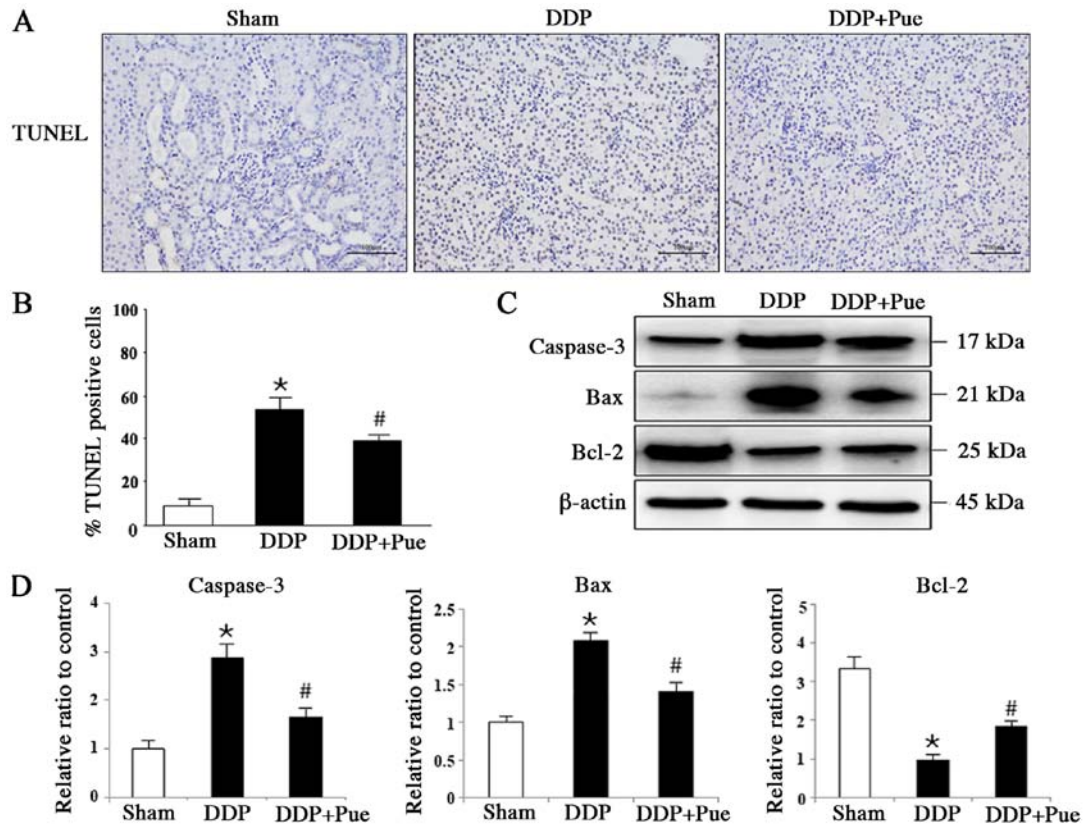 A
Sham
DDP
DDP+Pue
TUNEL
B
% TUNEL positive cells
100
80
60
40
20
0
*
#
Sham
DDP
DDP+Pue
C
Sham
DDP
DDP+Pue
Caspase-3
17 kDa
Bax
21 kDa
Bcl-2
25 kDa
β-actin
45 kDa
D
Caspase-3
Relative ratio to control
4
3
2
1
0
*
#
Sham
DDP
DDP+Pue
Bax
Relative ratio to control
2.5
2
1.5
1
0.5
0
*
#
Sham
DDP
DDP+Pue
Bcl-2
Relative ratio to control
5
4
3
2
1
0
*
#
Sham
DDP
DDP+Pue